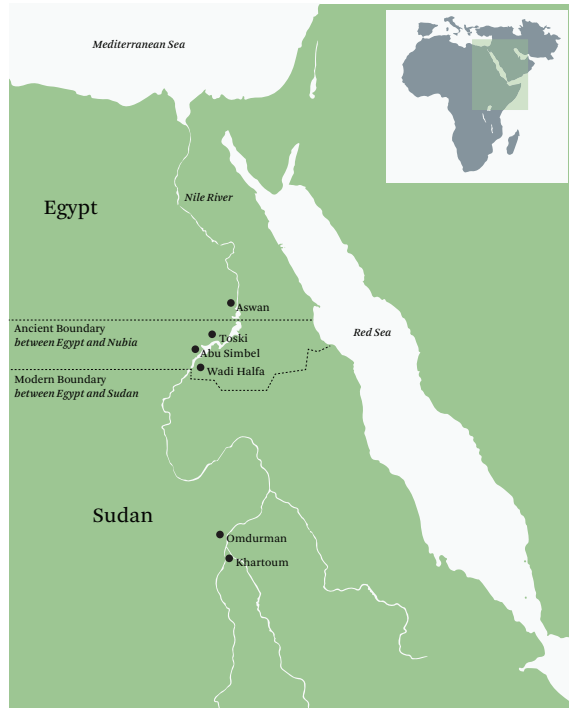 Mediterranean Sea
Nile River
Egypt
Aswan
Ancient Boundary
between Egypt and Nubia
Red Sea
Toski
Abu Simbel
Wadi Halfa
Modern Boundary
between Egypt and Sudan
Sudan
Omdurman
Khartoum